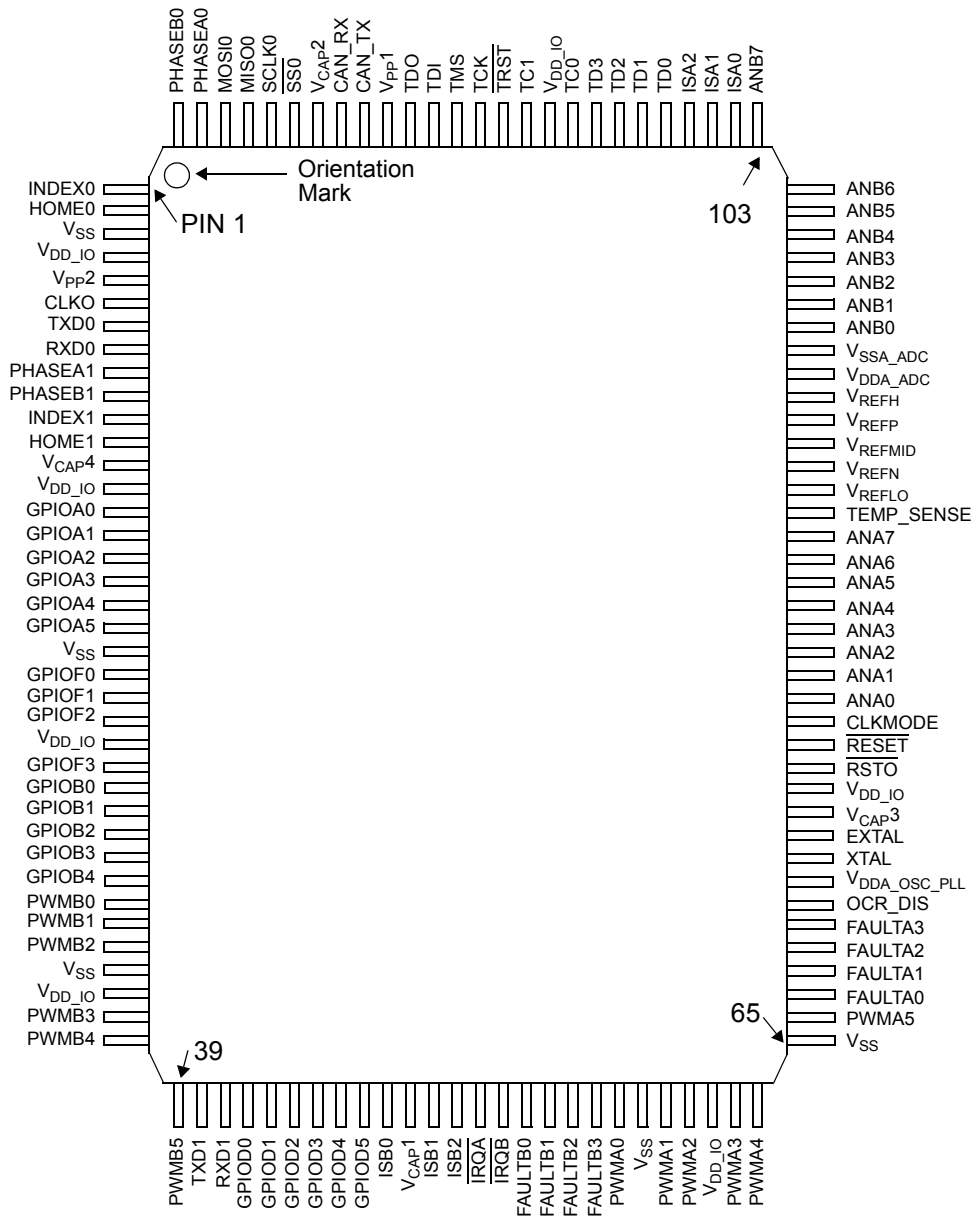 PHASEB0
PHASEA0
MOSI0
MISO0
SCLK0
SS0
VCAP2
CAN_RX
CAN_TX
VPP1
TDO
TDI
TMS
TCK
TRST
TC1
VDD_IO
TC0
TD3
TD2
TD1
TD0
ISA2
ISA1
ISA0
ANB7
Orientation
Mark
PIN 1
103
INDEX0
HOME0
VSS
VDD_IO
VPP2
CLKO
TXD0
RXD0
PHASEA1
PHASEB1
INDEX1
HOME1
VCAP4
VDD_IO
GPIOA0
GPIOA1
GPIOA2
GPIOA3
GPIOA4
GPIOA5
VSS
GPIOF0
GPIOF1
GPIOF2
VDD_IO
GPIOF3
GPIOB0
GPIOB1
GPIOB2
GPIOB3
GPIOB4
PWMB0
PWMB1
PWMB2
VSS
VDD_IO
PWMB3
PWMB4
ANB6
ANB5
ANB4
ANB3
ANB2
ANB1
ANB0
VSSA_ADC
VDDA_ADC
VREFH
VREFP
VREFMID
VREFN
VREFLO
TEMP_SENSE
ANA7
ANA6
ANA5
ANA4
ANA3
ANA2
ANA1
ANA0
CLKMODE
RESET
RSTO
VDD_IO
VCAP3
EXTAL
XTAL
VDDA_OSC_PLL
OCR_DIS
FAULTA3
FAULTA2
FAULTA1
FAULTA0
PWMA5
VSS
65
39
PWMB5
TXD1
RXD1
GPIOD0
GPIOD1
GPIOD2
GPIOD3
GPIOD4
GPIOD5
ISB0
VCAP1
ISB1
ISB2
IRQA
IRQB
FAULTB0
FAULTB1
FAULTB2
FAULTB3
PWMA0
VSS
PWMA1
PWMA2
VDD_IO
PWMA3
PWMA4